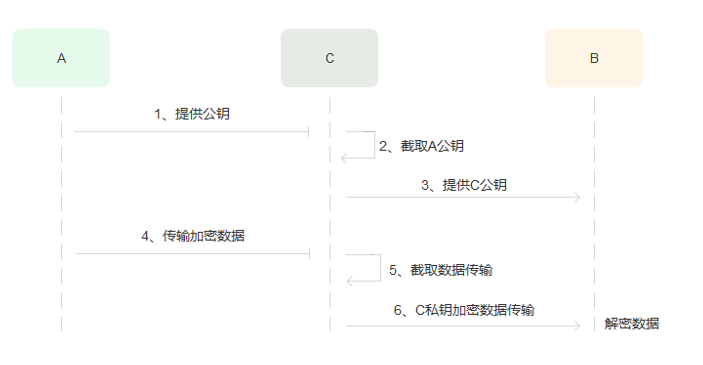 A
C
B
1、提供公钥
2、截取A公钥
3、提供C公钥
4、传输加密数据
5、截取数据传输
6、C私钥加密数据传输
解密数据